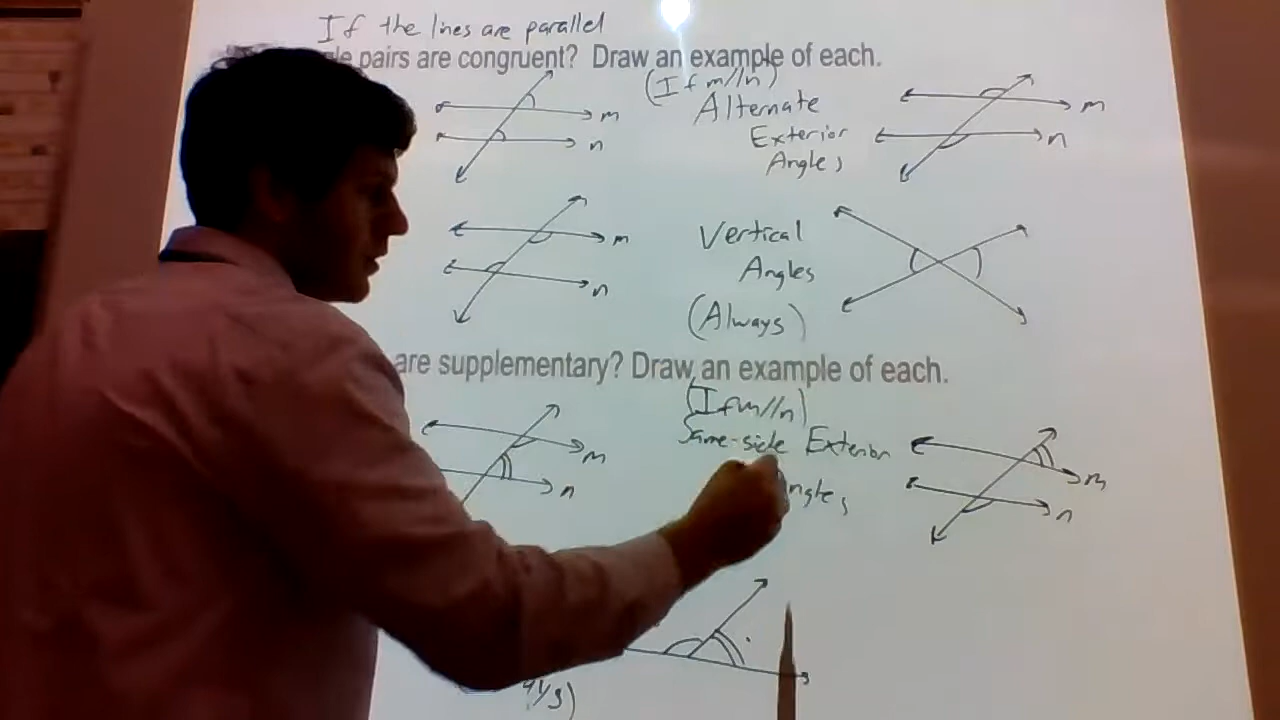 If the lines are parallel
pairs are congruent? Draw an example of each.
(If m//n)
Alternate
Exterior
Angles
m
n
m
n
Vertical
Angles
(Always)
m
n
are supplementary? Draw an example of each.
(If m//n)
Same-side Exterior
ngles
m
n
m
n